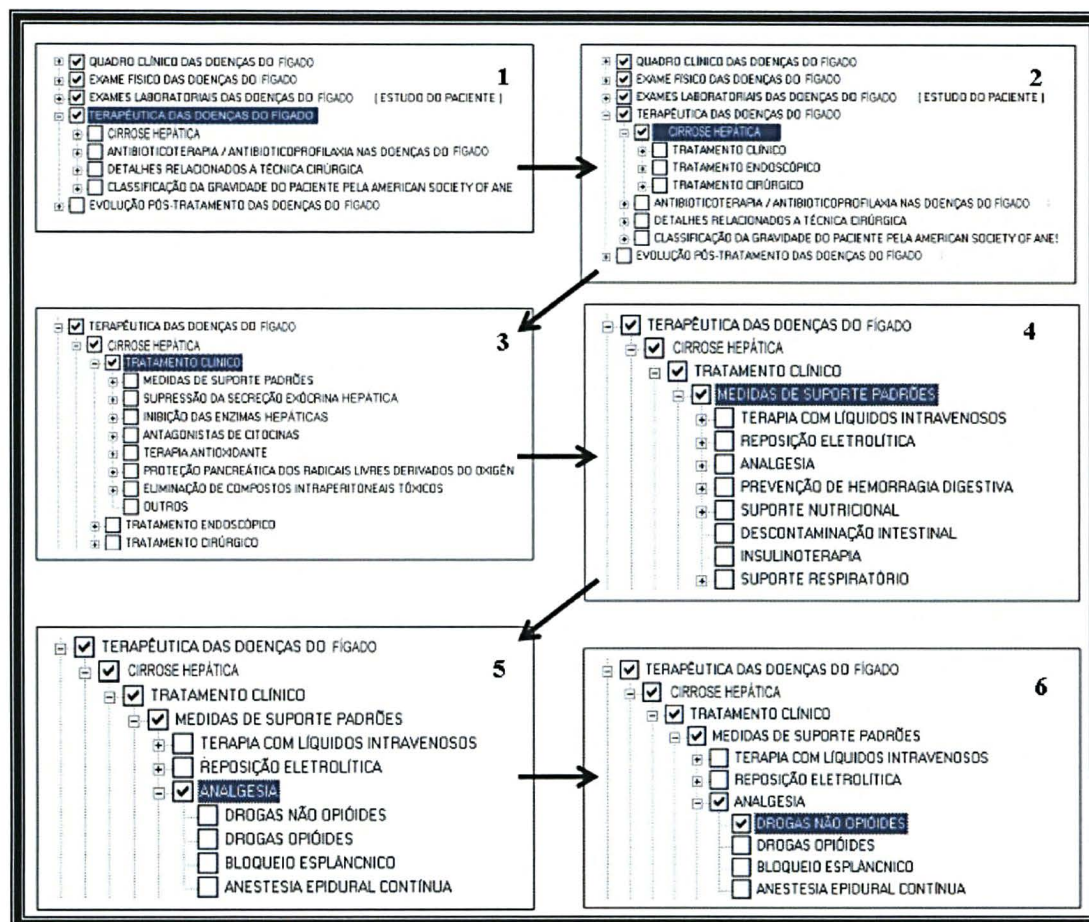 1
QUADRO CLÍNICO DAS DOENÇAS DO FÍGADO
EXAME FÍSICO DAS DOENÇAS DO FÍGADO
EXAMES LABORATORIAIS DAS DOENÇAS DO FÍGADO [ESTUDO DO PACIENTE]
TERAPÊUTICA DAS DOENÇAS DO FÍGADO
CIRROSE HEPÁTICA
ANTIBIOTICOTERAPIA / ANTIBIOTICOPROFILAXIA NAS DOENÇAS DO FÍGADO
DETALHES RELACIONADOS A TÉCNICA CIRÚRGICA
CLASSIFICAÇÃO DA GRAVIDADE DO PACIENTE PELA AMERICAN SOCIETY OF ANE
EVOLUÇÃO PÓS-TRATAMENTO DAS DOENÇAS DO FÍGADO
2
QUADRO CLÍNICO DAS DOENÇAS DO FÍGADO
EXAME FÍSICO DAS DOENÇAS DO FÍGADO
EXAMES LABORATORIAIS DAS DOENÇAS DO FÍGADO [ESTUDO DO PACIENTE]
TERAPÊUTICA DAS DOENÇAS DO FÍGADO
CIRROSE HEPÁTICA
TRATAMENTO CLÍNICO
TRATAMENTO ENDOSCÓPICO
TRATAMENTO CIRÚRGICO
ANTIBIOTICOTERAPIA / ANTIBIOTICOPROFILAXIA NAS DOENÇAS DO FÍGADO
DETALHES RELACIONADOS A TÉCNICA CIRÚRGICA
CLASSIFICAÇÃO DA GRAVIDADE DO PACIENTE PELA AMERICAN SOCIETY OF ANE!
EVOLUÇÃO PÓS-TRATAMENTO DAS DOENÇAS DO FÍGADO
3
TERAPÊUTICA DAS DOENÇAS DO FÍGADO
CIRROSE HEPÁTICA
TRATAMENTO CLÍNICO
MEDIDAS DE SUPORTE PADRÕES
SUPRESSÃO DA SECREÇÃO EXÓCRINA HEPÁTICA
INIBIÇÃO DAS ENZIMAS HEPÁTICAS
ANTAGONISTAS DE CITOCINAS
TERAPIA ANTIOXIDANTE
PROTEÇÃO PANCREÁTICA DOS RADICAIS LIVRES DERIVADOS DO OXIGÊN
ELIMINAÇÃO DE COMPOSTOS INTRAPERITONEAIS TÓXICOS
OUTROS
TRATAMENTO ENDOSCÓPICO
TRATAMENTO CIRÚRGICO
4
TERAPÊUTICA DAS DOENÇAS DO FÍGADO
CIRROSE HEPÁTICA
TRATAMENTO CLÍNICO
MEDIDAS DE SUPORTE PADRÕES
TERAPIA COM LÍQUIDOS INTRAVENOSOS
REPOSIÇÃO ELETROLÍTICA
ANALGESIA
PREVENÇÃO DE HEMORRAGIA DIGESTIVA
SUPORTE NUTRICIONAL
DESCONTAMINAÇÃO INTESTINAL
INSULINOTERAPIA
SUPORTE RESPIRATÓRIO
5
TERAPÊUTICA DAS DOENÇAS DO FÍGADO
CIRROSE HEPÁTICA
TRATAMENTO CLÍNICO
MEDIDAS DE SUPORTE PADRÕES
TERAPIA COM LÍQUIDOS INTRAVENOSOS
REPOSIÇÃO ELETROLÍTICA
ANALGESIA
DROGAS NÃO OPIÓIDES
DROGAS OPIÓIDES
BLOQUEIO ESPLÂNCNICO
ANESTESIA EPIDURAL CONTÍNUA
6
TERAPÊUTICA DAS DOENÇAS DO FÍGADO
CIRROSE HEPÁTICA
TRATAMENTO CLÍNICO
MEDIDAS DE SUPORTE PADRÕES
TERAPIA COM LÍQUIDOS INTRAVENOSOS
REPOSIÇÃO ELETROLÍTICA
ANALGESIA
DROGAS NÃO OPIÓIDES
DROGAS OPIÓIDES
BLOQUEIO ESPLÂNCNICO
ANESTESIA EPIDURAL CONTÍNUA